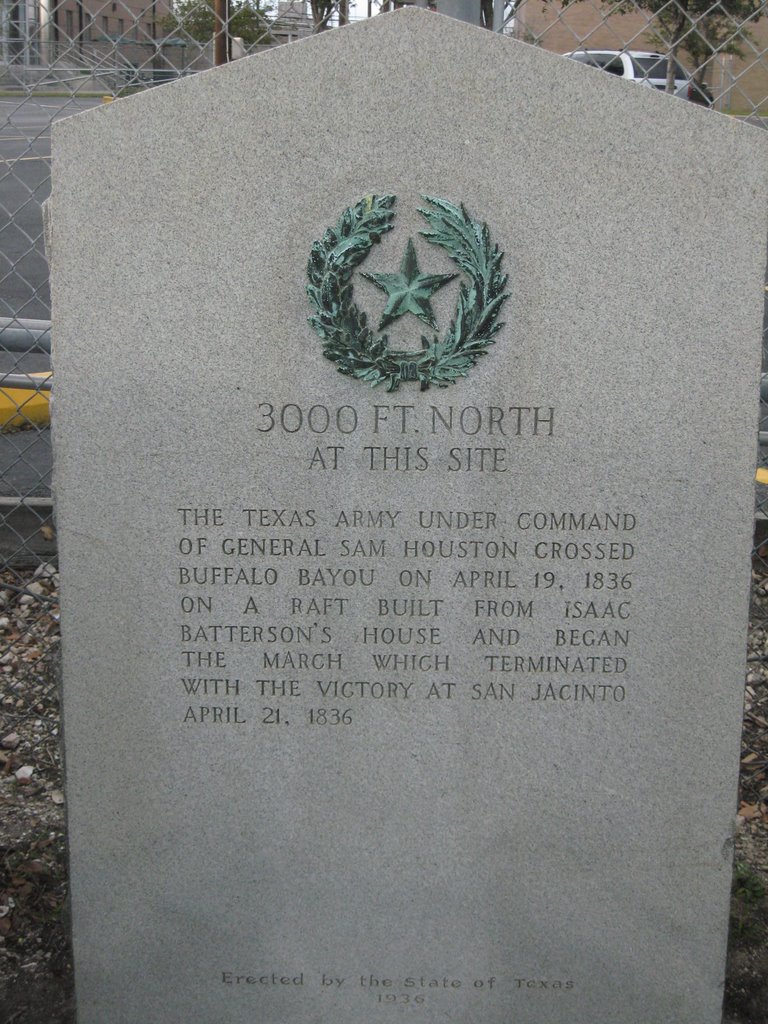 3000 FT. NORTH
AT THIS SITE
THE TEXAS ARMY UNDER COMMAND
OF GENERAL SAM HOUSTON CROSSED
BUFFALO BAYOU ON APRIL 19, 1836
ON A RAFT BUILT FROM ISAAC
BATTERSON'S HOUSE AND BEGAN
THE MARCH WHICH TERMINATED
WITH THE VICTORY AT SAN JACINTO
APRIL 21, 1836
Erected by the State of Texas
1936